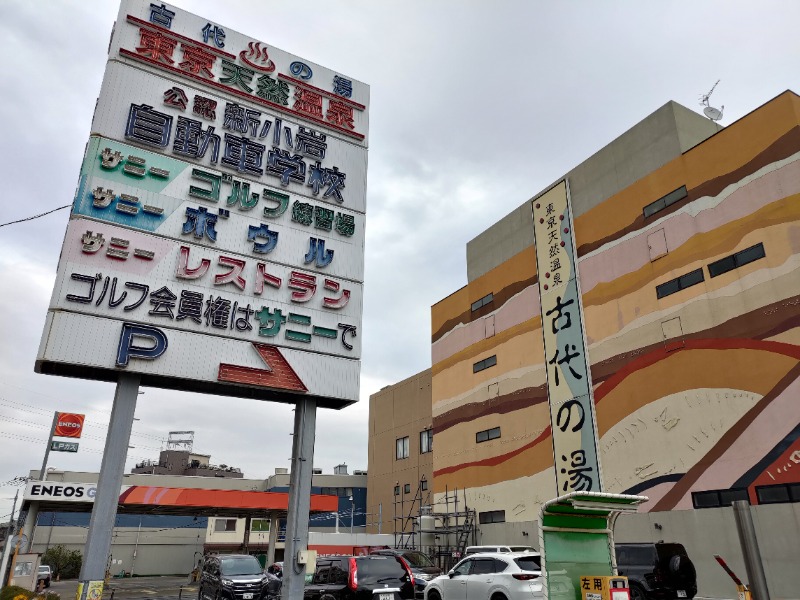 古代の湯
東京天然温泉
公認 新小岩
自動車学校
サニー ゴルフ練習場
サニー ボウル
サニー レストラン
ゴルフ会員権はサニーで
P
東京天然温泉
古代の湯
ENEOS
LPガス
ENEOS
左用